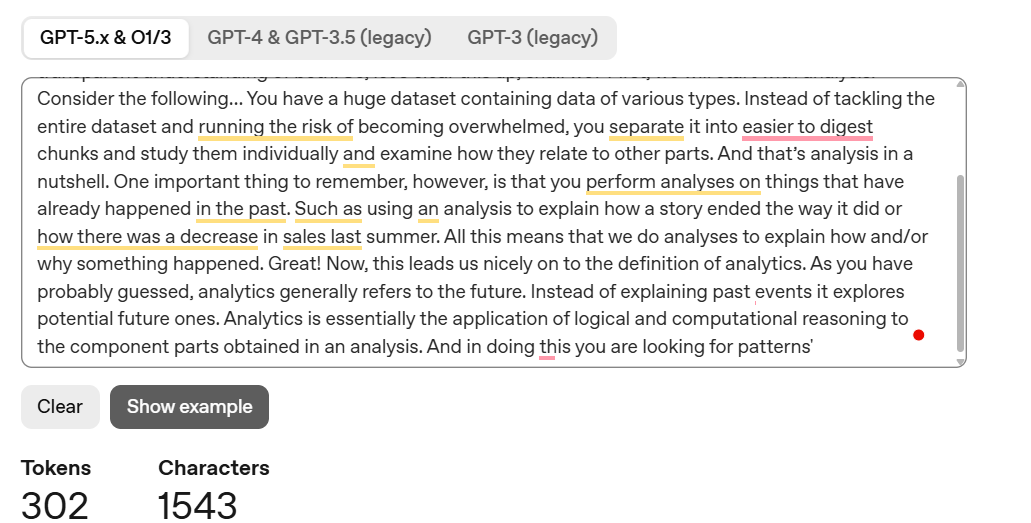 GPT-5.x & O1/3 GPT-4 & GPT-3.5 (legacy) GPT-3 (legacy)
Consider the following... You have a huge dataset containing data of various types. Instead of tackling the
entire dataset and running the risk of becoming overwhelmed, you separate it into easier to digest
chunks and study them individually and examine how they relate to other parts. And that’s analysis in a
nutshell. One important thing to remember, however, is that you perform analyses on things that have
already happened in the past. Such as using an analysis to explain how a story ended the way it did or
how there was a decrease in sales last summer. All this means that we do analyses to explain how and/or
why something happened. Great! Now, this leads us nicely on to the definition of analytics. As you have
probably guessed, analytics generally refers to the future. Instead of explaining past events it explores
potential future ones. Analytics is essentially the application of logical and computational reasoning to
the component parts obtained in an analysis. And in doing this you are looking for patterns'
Clear Show example
Tokens Characters
302 1543